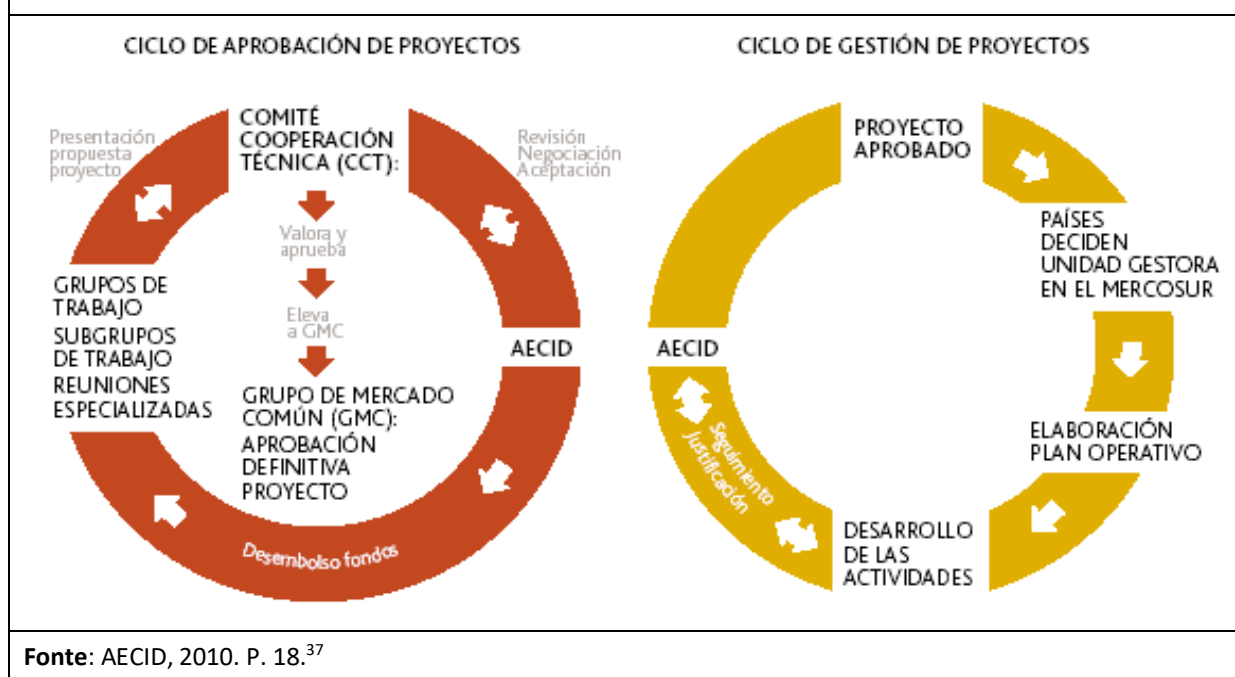 CICLO DE APROBACIÓN DE PROYECTOS
Presentación
propuesta
proyecto
COMITÉ
COOPERACIÓN
TÉCNICA (CCT):
Revisión
Negociación
Aceptación
Valora y
aprueba
Eleva
a GMC
GRUPOS DE
TRABAJO
SUBGRUPOS
DE TRABAJO
REUNIONES
ESPECIALIZADAS
AECID
GRUPO DE MERCADO
COMÚN (GMC):
APROBACIÓN
DEFINITIVA
PROYECTO
Desembolso fondos
CICLO DE GESTIÓN DE PROYECTOS
PROYECTO
APROBADO
PAÍSES
DECIDEN
UNIDAD GESTORA
EN EL MERCOSUR
AECID
ELABORACIÓN
PLAN OPERATIVO
Seguimiento
Justificación
DESARROLLO
DE LAS
ACTIVIDADES
Fonte: AECID, 2010. P. 18.37